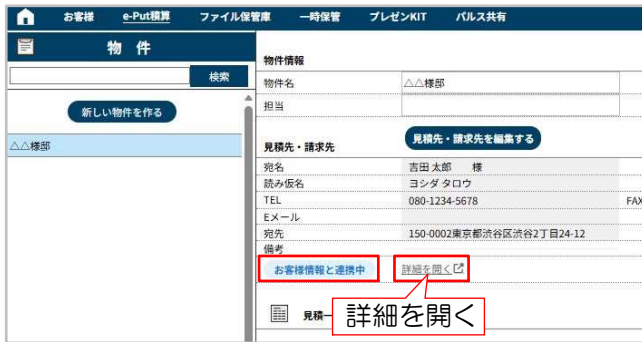 お客様 e-Put積算 ファイル保管庫 一時保管 プレゼンKIT パルス共有
物 件
検索
新しい物件を作る
△△様邸
物件情報
物件名 △△様邸
担当
見積先・請求先 見積先・請求先を編集する
宛名 吉田 太郎 様
読み仮名 ヨシダ タロウ
TEL 080-1234-5678 FAX
Eメール
宛先 150-0002東京都渋谷区渋谷2丁目24-12
備考
お客様情報と連携中 詳細を開く
見積一
詳細を開く